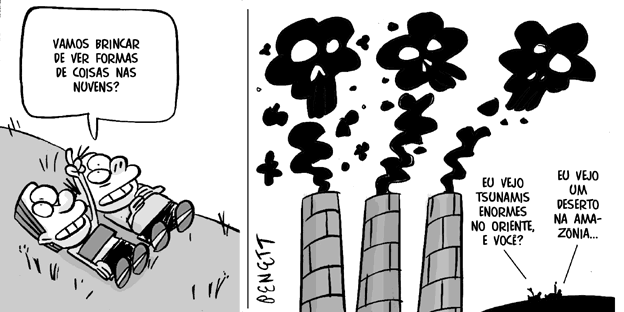 VAMOS BRINCAR
DE VER FORMAS
DE COISAS NAS
NUVENS?
EU VEJO
TSUNAMIS
ENORMES
NO ORIENTE,
E VOCÊ?
EU VEJO
UM
DESERTO
NA AMA-
ZÔNIA...
BENETT